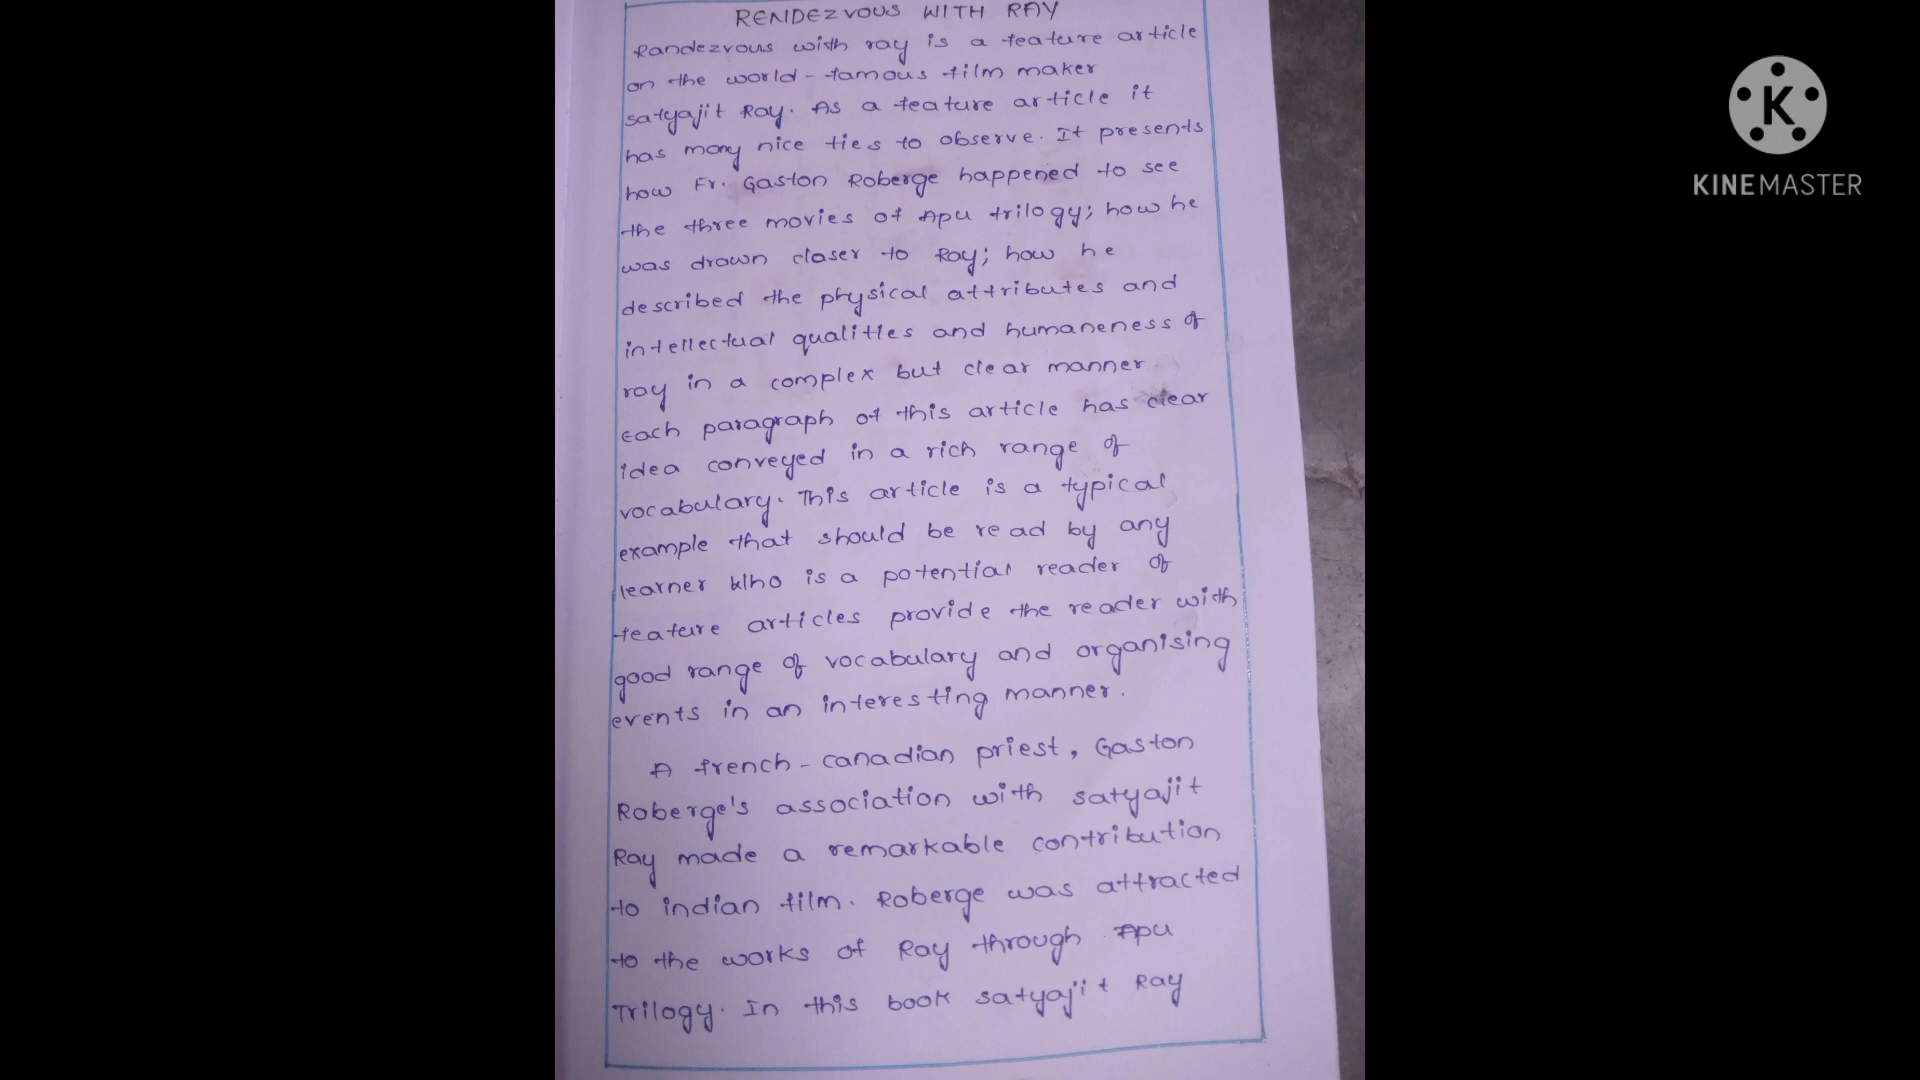 RENDEZVOUS WITH RAY
Randezvous with ray is a feature article
on the world-famous film maker
satyajit Ray. As a feature article it
has many nice ties to observe. It presents
how Fr. Gaston Roberge happened to see
the three movies of Apu trilogy; how he
was drawn closer to Ray; how he
described the physical attributes and
intellectual qualities and humaneness of
ray in a complex but clear manner
Each paragraph of this article has clear
idea conveyed in a rich range of
vocabulary. This article is a typical
example that should be read by any
learner Who is a potential reader of
feature articles provide the reader with
good range of vocabulary and organising
events in an interesting manner.
A french-canadian priest, Gaston
Roberge's association with satyajit
Ray made a remarkable contribution
to indian film. Roberge was attracted
to the works of Ray through Apu
Trilogy. In this book satyajit Ray
K
KINEMASTER